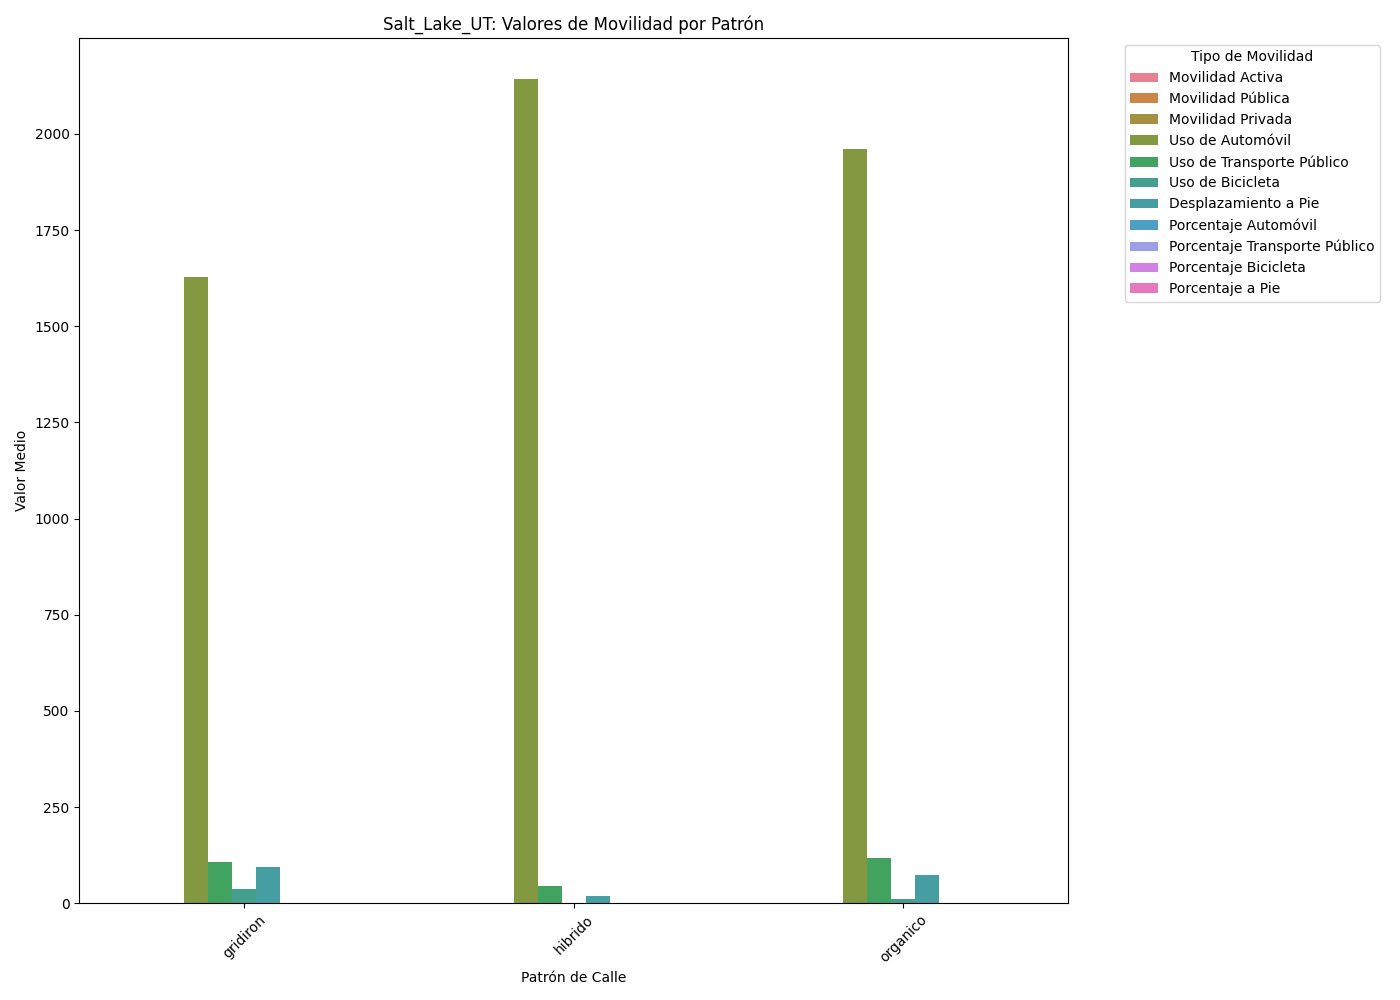 Salt_Lake_UT: Valores de Movilidad por Patrón
Tipo de Movilidad
Movilidad Activa
Movilidad Pública
Movilidad Privada
Uso de Automóvil
Uso de Transporte Público
Uso de Bicicleta
Desplazamiento a Pie
Porcentaje Automóvil
Porcentaje Transporte Público
Porcentaje Bicicleta
Porcentaje a Pie
Valor Medio
2000
1750
1500
1250
1000
750
500
250
0
gridiron
hibrido
organico
Patrón de Calle